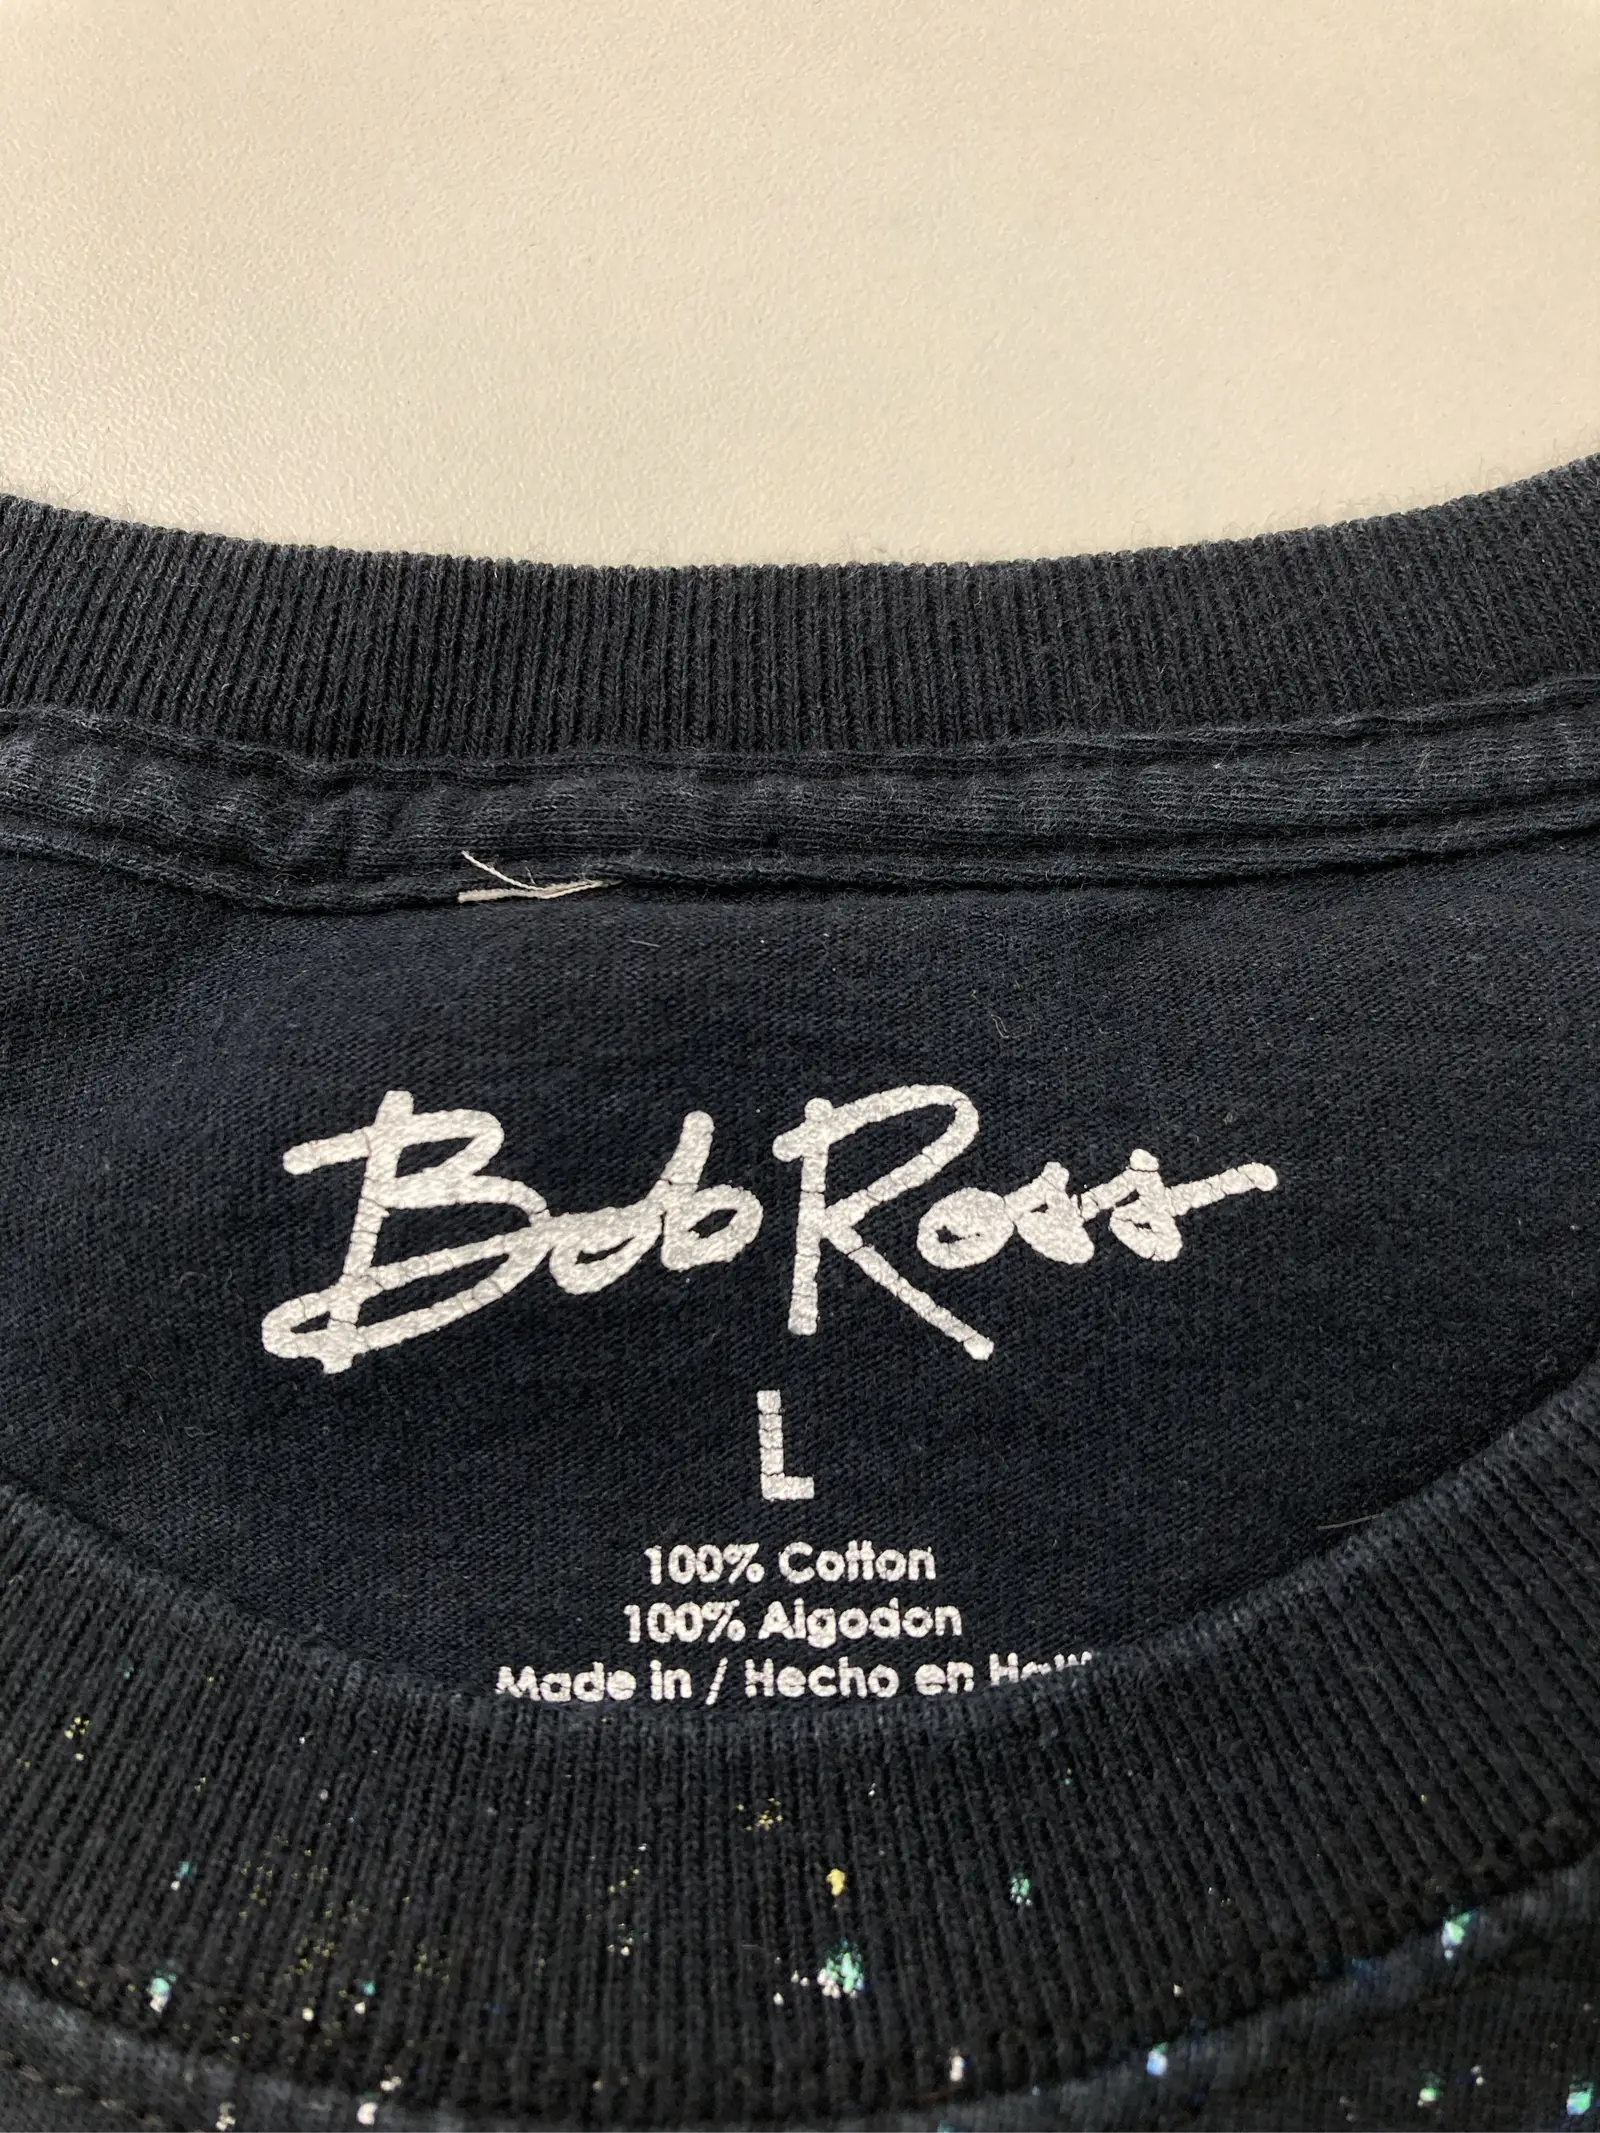 Bob Ross
L
100% Cotton
100% Algodon
Made in / Hecho en